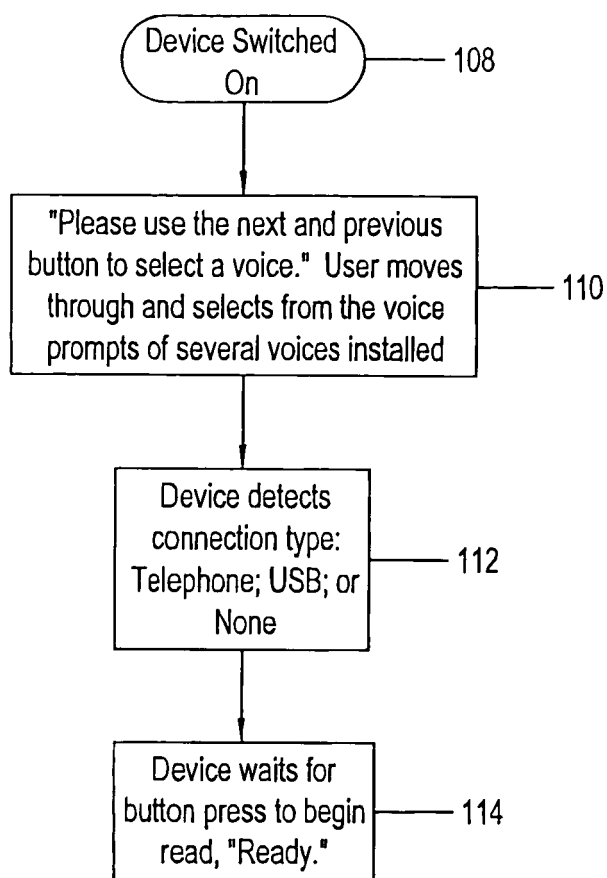 Device Switched
On
108
"Please use the next and previous
button to select a voice." User moves
through and selects from the voice
prompts of several voices installed
110
Device detects
connection type:
Telephone; USB; or
None
112
Device waits for
button press to begin
read, "Ready."
114